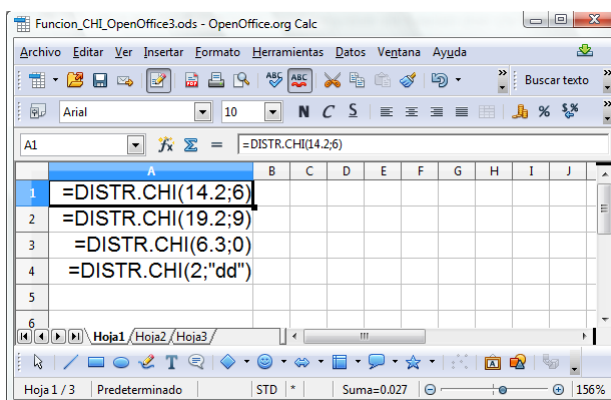 Funcion_CHI_OpenOffice3.ods - OpenOffice.org Calc
Archivo Editar Ver Insertar Formato Herramientas Datos Ventana Ayuda
ABC ABC » Buscar texto »
Arial 10 N C S % $% »
A1 fx Σ = =DISTR.CHI(14.2;6)
A B C D E F G H I J
1 =DISTR.CHI(14.2;6)
2 =DISTR.CHI(19.2;9)
3 =DISTR.CHI(6.3;0)
4 =DISTR.CHI(2;"dd")
5
6
Hoja1 Hoja2 Hoja3
T
Hoja 1 / 3 Predeterminado STD * Suma=0.027 156%